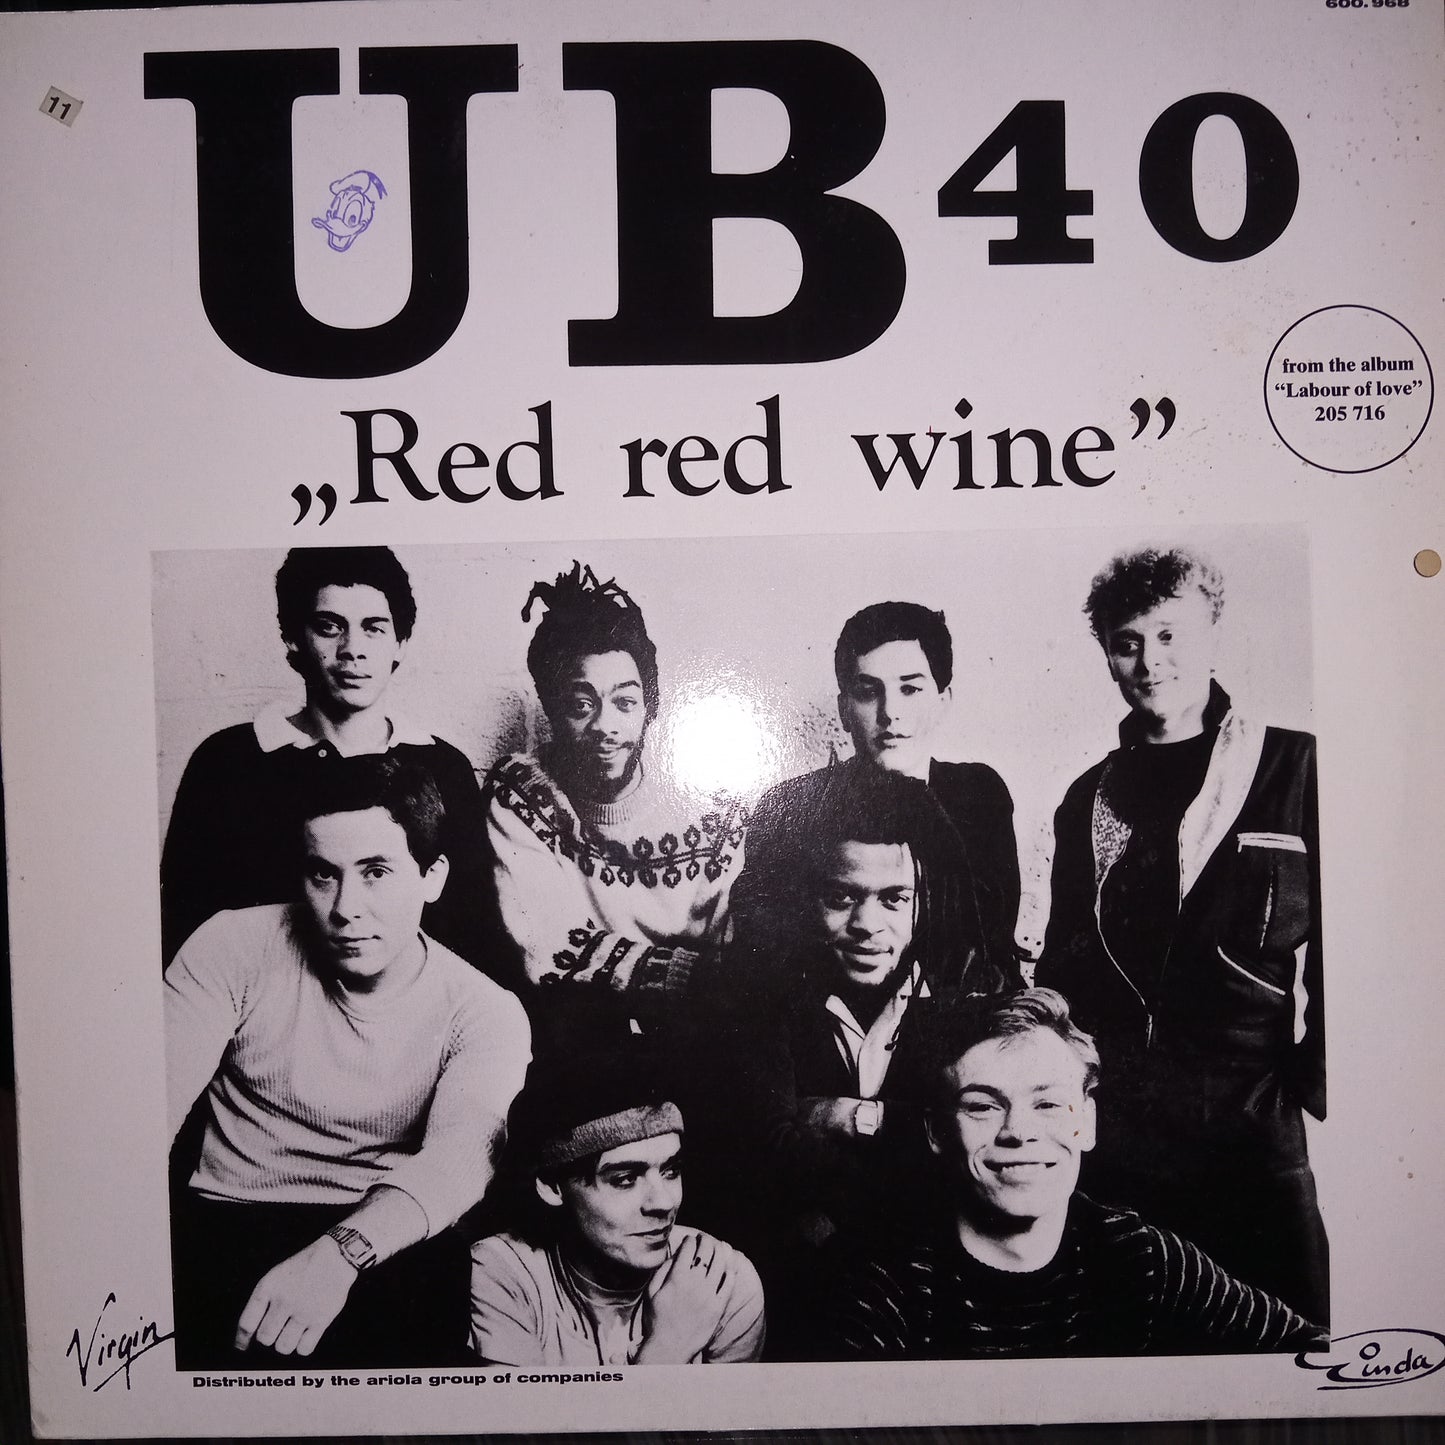 600.968
11
UB40
„Red red wine”
from the album
“Labour of love”
205 716
Virgin
Distributed by the ariola group of companies